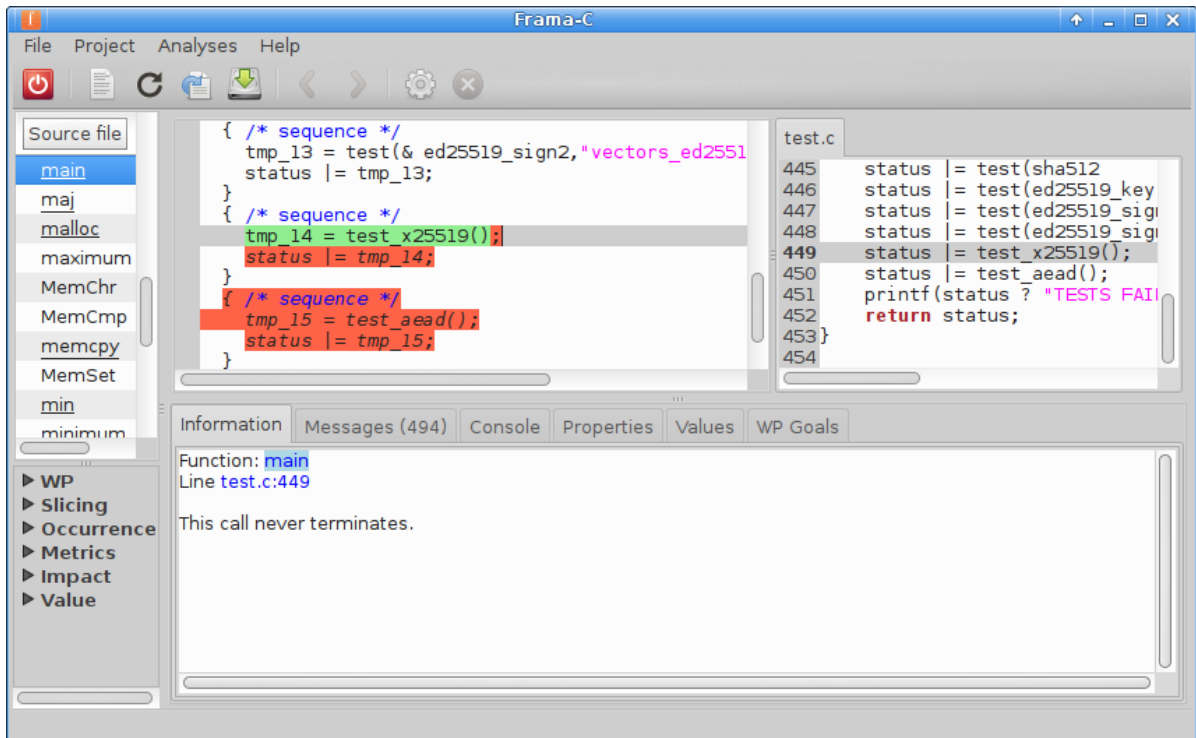 Frama-C
File Project Analyses Help
Source file
main
maj
malloc
maximum
MemChr
MemCmp
memcpy
MemSet
min
minimum
WP
Slicing
Occurrence
Metrics
Impact
Value
{ /* sequence */
tmp_13 = test(& ed25519_sign2,"vectors_ed2551
status |= tmp_13;
}
{ /* sequence */
tmp_14 = test_x25519();
status |= tmp_14;
}
{ /* sequence */
tmp_15 = test_aead();
status |= tmp_15;
}
test.c
445 status |= test(sha512
446 status |= test(ed25519_key
447 status |= test(ed25519_sig
448 status |= test(ed25519_sig
449 status |= test_x25519();
450 status |= test_aead();
451 printf(status ? "TESTS FAI
452 return status;
453 }
454
Information Messages (494) Console Properties Values WP Goals
Function: main
Line test.c:449
This call never terminates.